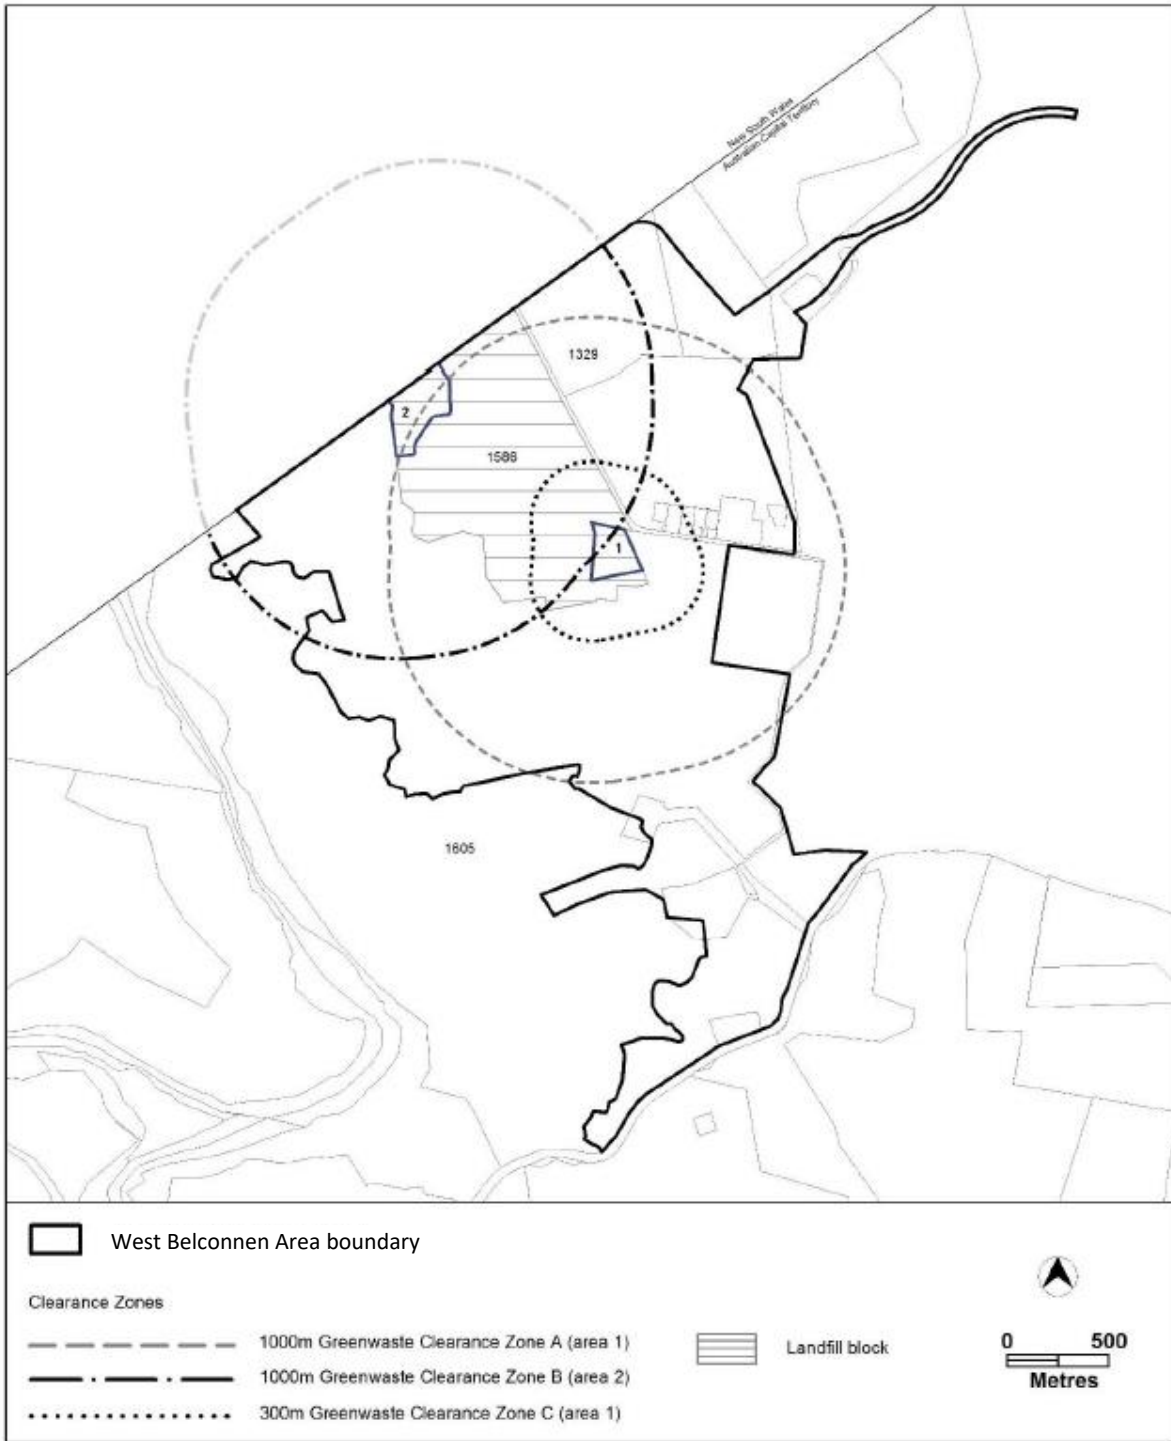 New South Wales
Australian Capital Territory
1329
2
1586
1
1605
West Belconnen Area boundary
Clearance Zones
1000m Greenwaste Clearance Zone A (area 1)
1000m Greenwaste Clearance Zone B (area 2)
300m Greenwaste Clearance Zone C (area 1)
Landfill block
0 500
Metres